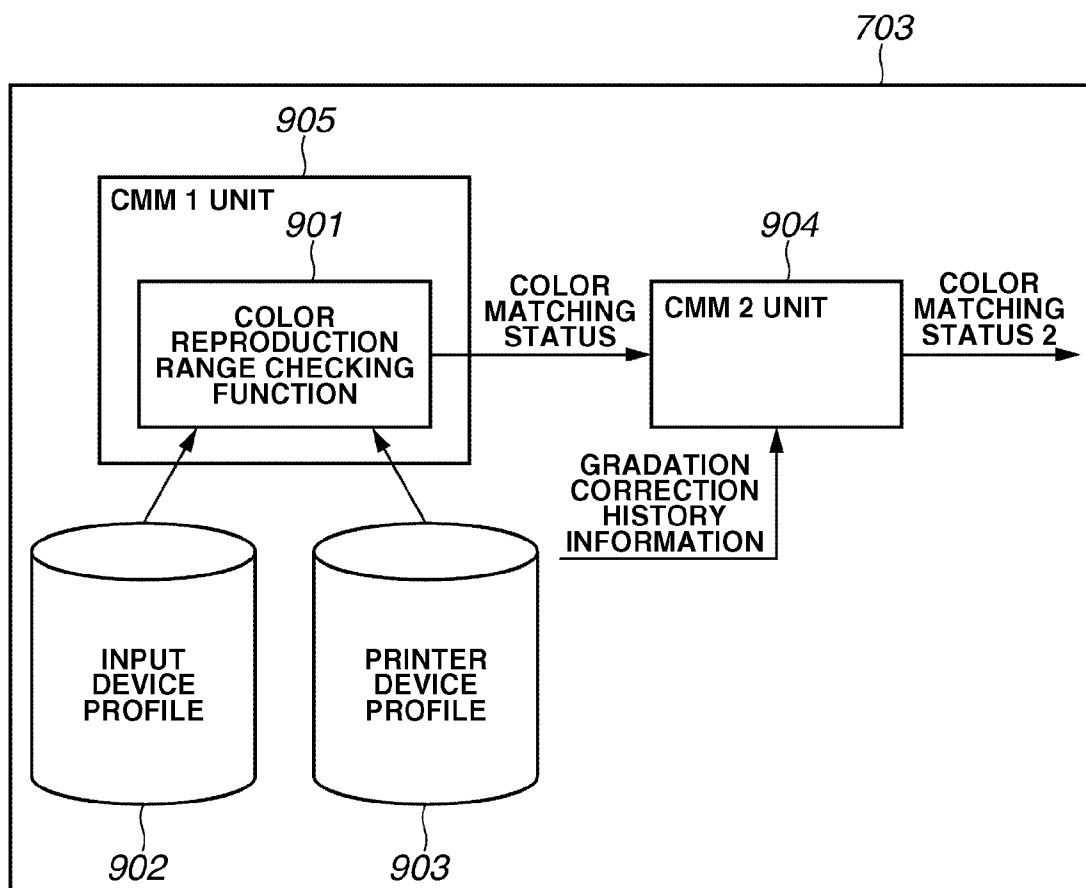 703
905
CMM 1 UNIT
901
COLOR
REPRODUCTION
RANGE CHECKING
FUNCTION
COLOR
MATCHING
STATUS
904
CMM 2 UNIT
COLOR
MATCHING
STATUS 2
GRADATION
CORRECTION
HISTORY
INFORMATION
INPUT
DEVICE
PROFILE
PRINTER
DEVICE
PROFILE
902
903